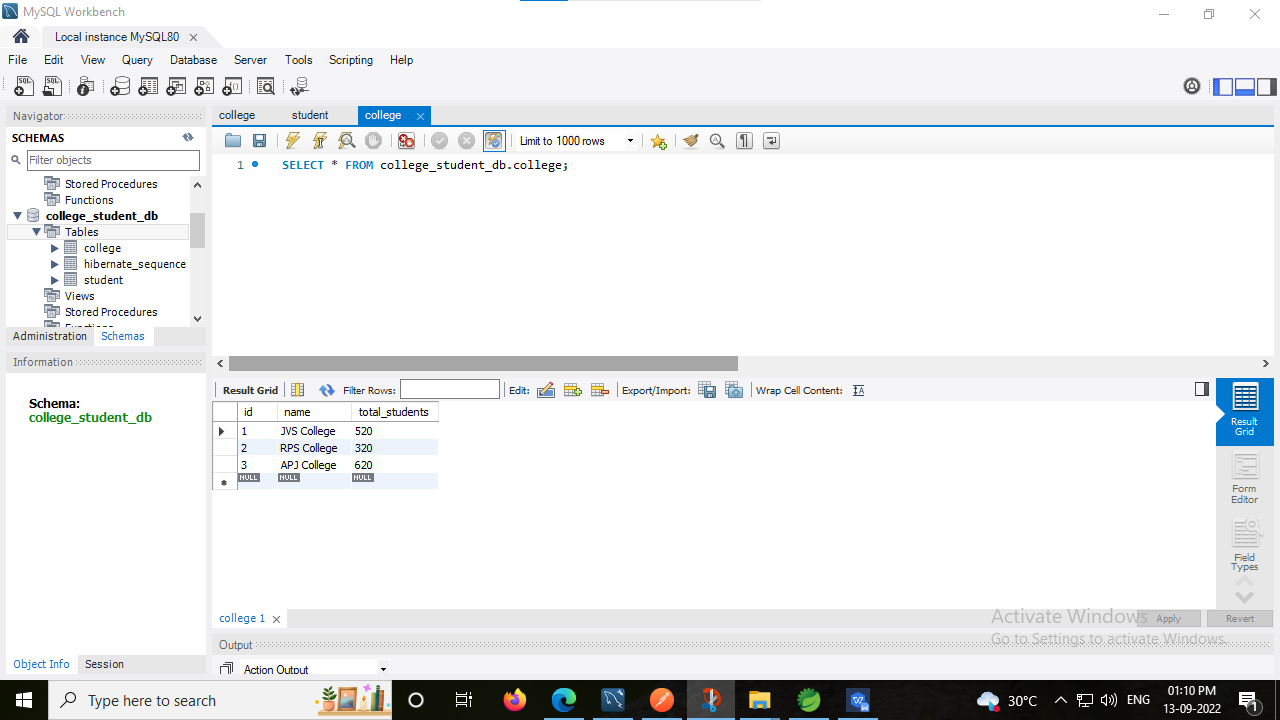 MySQL Workbench
Local instance MySQL80
File Edit View Query Database Server Tools Scripting Help
Navigator
SCHEMAS
Filter objects
Stored Procedures
Functions
college_student_db
Tables
college
hibernate_sequence
student
Views
Stored Procedures
Functions
Administration Schemas
Information
Schema:
college_student_db
Object Info Session
college student college
Limit to 1000 rows
1 SELECT * FROM college_student_db.college;
Result Grid Filter Rows: Edit: Export/Import: Wrap Cell Content:
id name total_students
1 JVS College 520
2 RPS College 320
3 APJ College 620
NULL NULL NULL
Result
Grid
Form
Editor
Field
Types
college 1
Apply Revert
Activate Windows
Go to Settings to activate Windows.
Output
Action Output
Type here to search
30°C
ENG
01:10 PM
13-09-2022
1